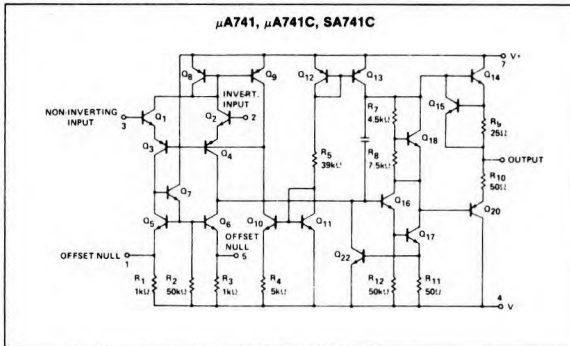 μA741, μA741C, SA741C
V+
7
Q8
Q9
Q12
Q13
Q14
INVERT.
INPUT
Q15
NON-INVERTING
INPUT
3
Q1
Q2
2
R7
4.5kΩ
R9
25Ω
Q18
Q3
Q4
R5
39kΩ
R8
7.5kΩ
OUTPUT
R10
50Ω
Q7
Q16
Q5
Q6
Q10
Q11
Q17
Q20
OFFSET
NULL
5
OFFSET NULL
1
Q22
R1
1kΩ
R2
50kΩ
R3
1kΩ
R4
5kΩ
R12
50kΩ
R11
50Ω
4
V